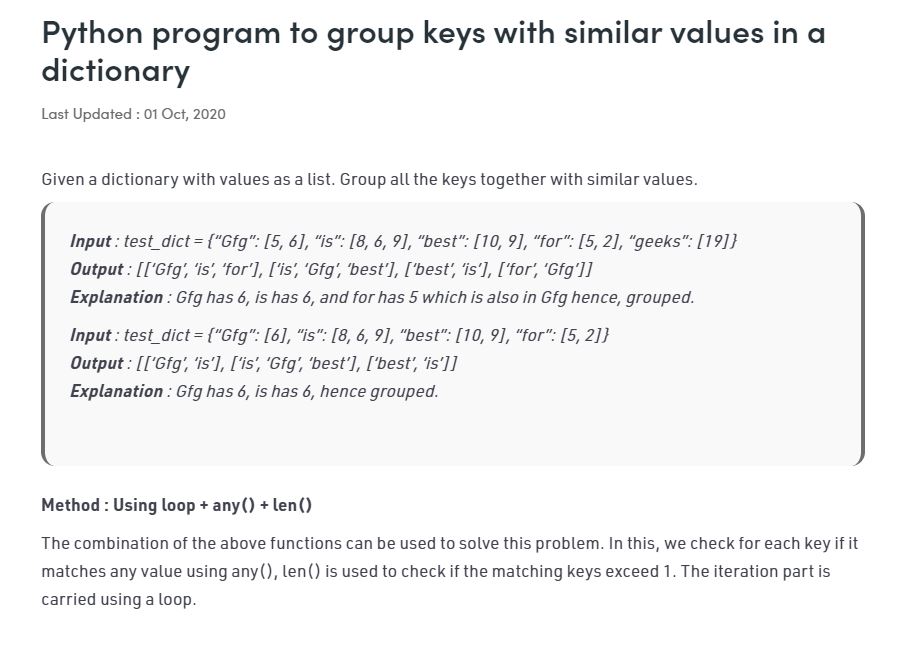 Python program to group keys with similar values in a
dictionary
Last Updated : 01 Oct, 2020
Given a dictionary with values as a list. Group all the keys together with similar values.
Input : test_dict = {“Gfg”: [5, 6], “is”: [8, 6, 9], “best”: [10, 9], “for”: [5, 2], “geeks”: [19]}
Output : [[‘Gfg’, ‘is’, ‘for’], [‘is’, ‘Gfg’, ‘best’], [‘best’, ‘is’], [‘for’, ‘Gfg’]]
Explanation : Gfg has 6, is has 6, and for has 5 which is also in Gfg hence, grouped.
Input : test_dict = {“Gfg”: [6], “is”: [8, 6, 9], “best”: [10, 9], “for”: [5, 2]}
Output : [[‘Gfg’, ‘is’], [‘is’, ‘Gfg’, ‘best’], [‘best’, ‘is’]]
Explanation : Gfg has 6, is has 6, hence grouped.
Method : Using loop + any() + len()
The combination of the above functions can be used to solve this problem. In this, we check for each key if it
matches any value using any(), len() is used to check if the matching keys exceed 1. The iteration part is
carried using a loop.